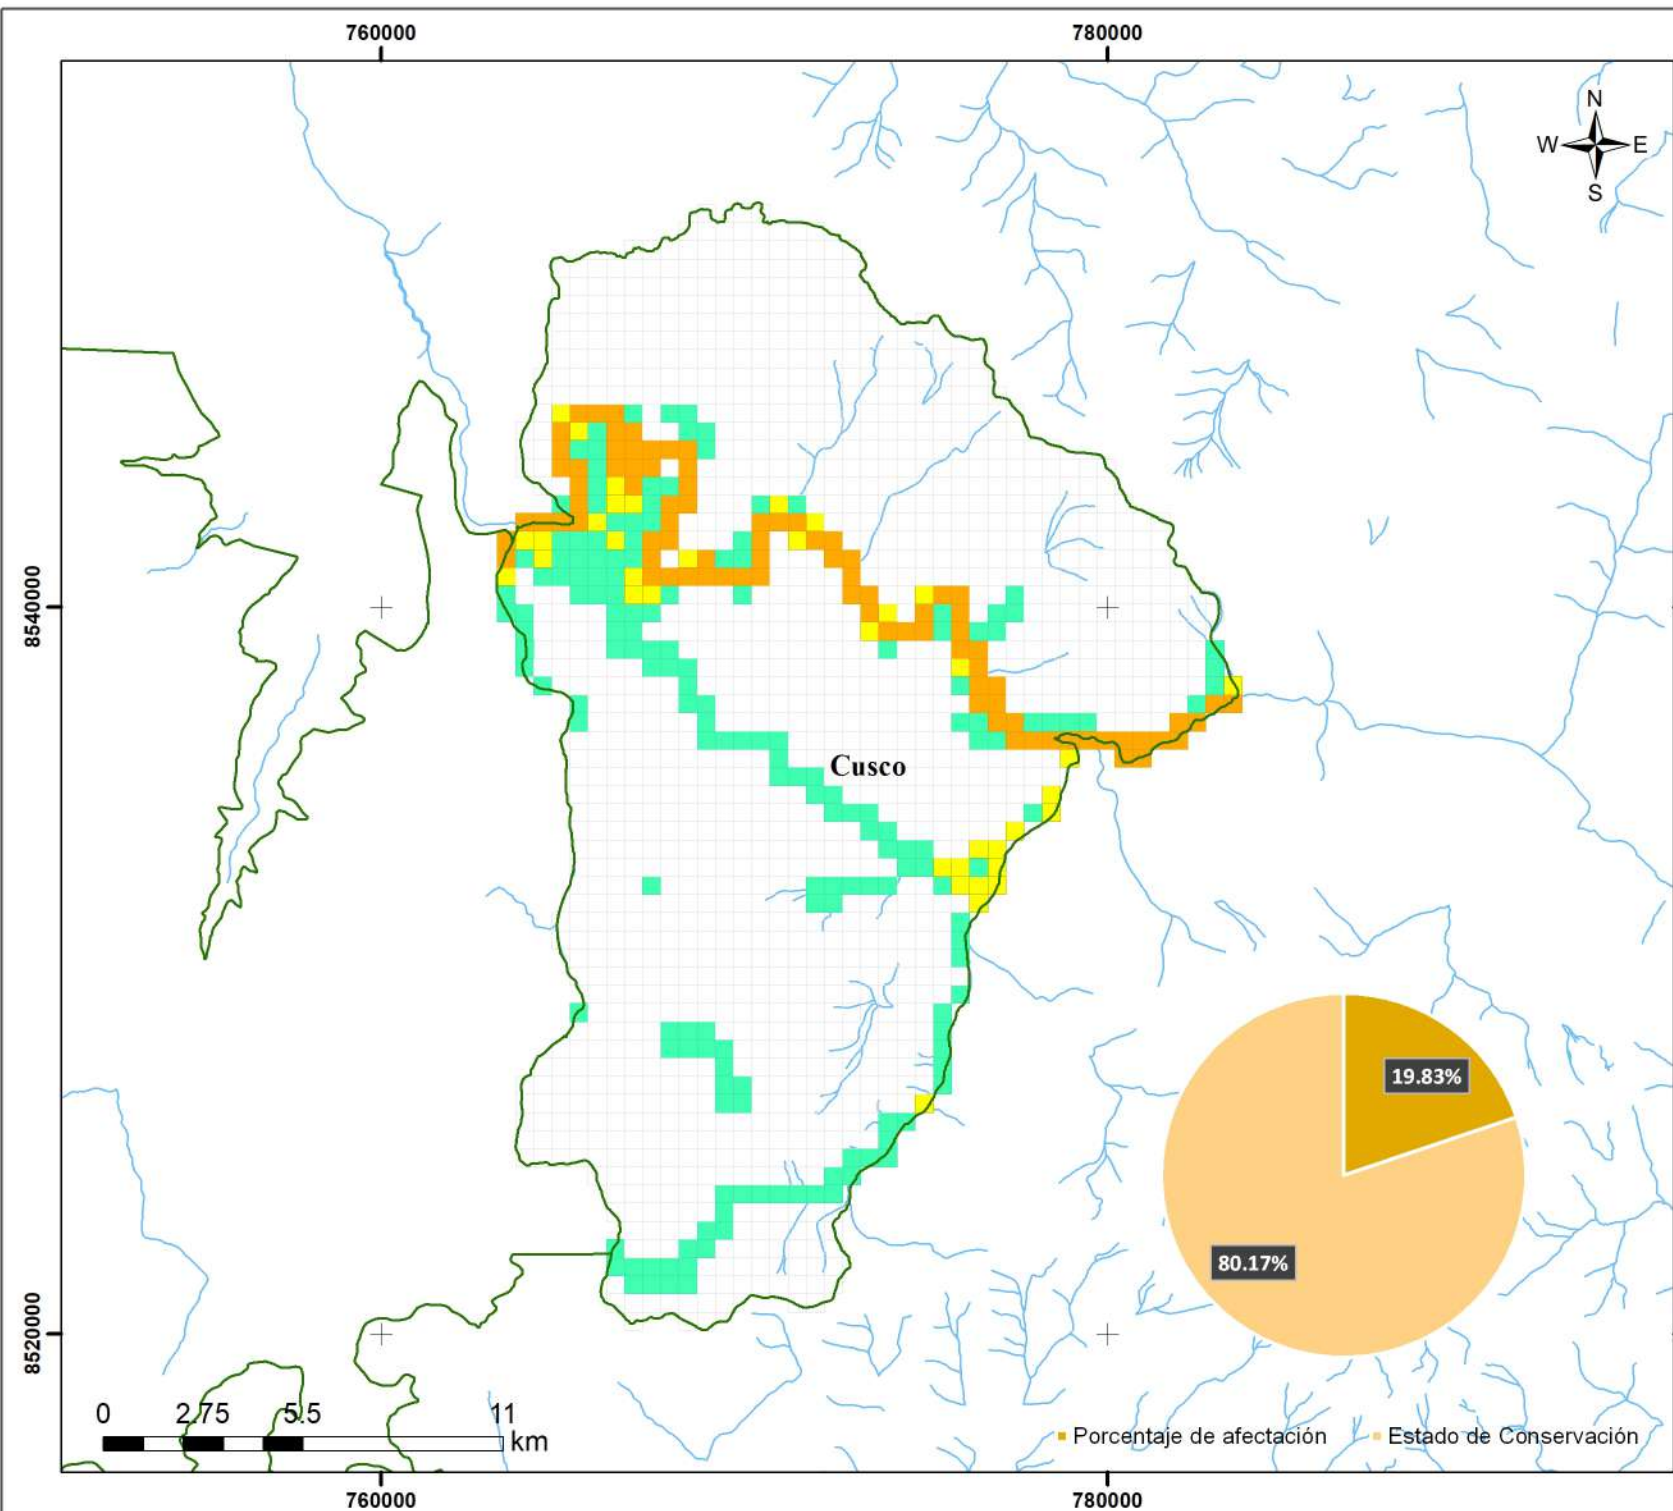 760000
780000
N
W E
S
8540000
Cusco
19.83%
80.17%
8520000
0 2.75 5.5 11
km
Porcentaje de afectación
Estado de Conservación
760000
780000